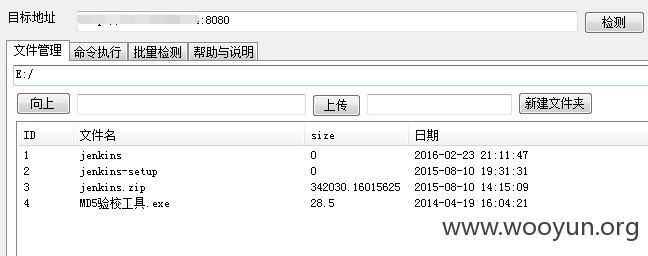 目标地址 :8080 检测
文件管理 命令执行 批量检测 帮助与说明
E:/
向上 上传 新建文件夹
ID 文件名 size 日期
1 jenkins 0 2016-02-23 21:11:47
2 jenkins-setup 0 2015-08-10 19:31:31
3 jenkins.zip 342030.16015625 2015-08-10 14:15:09
4 MD5验校工具.exe 28.5 2014-04-19 16:04:21
www.wooyun.org